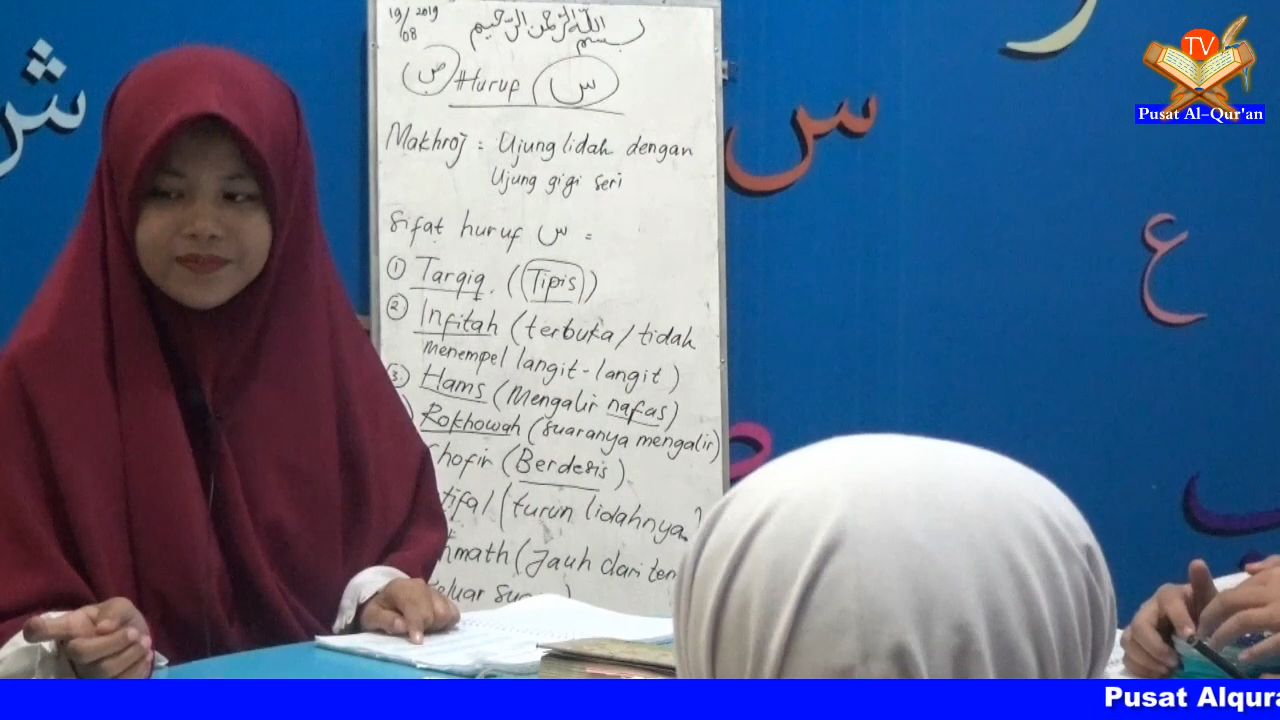 19/2019
08
بسم الله الرحمن الرحيم
ض Huruf س
Makhroj = Ujung lidah dengan
Ujung gigi seri
Sifat huruf س =
① Tarqiq. ((Tipis))
② Infitah (terbuka/tidak
menempel langit-langit)
③ Hams (Mengalir nafas)
Rokhowah (suaranya mengalir)
(Berdesis)
(turun lidahnya)
(Jauh dari
ش
س
ع
TV
Pusat Al-Qur'an
Pusat Alqura